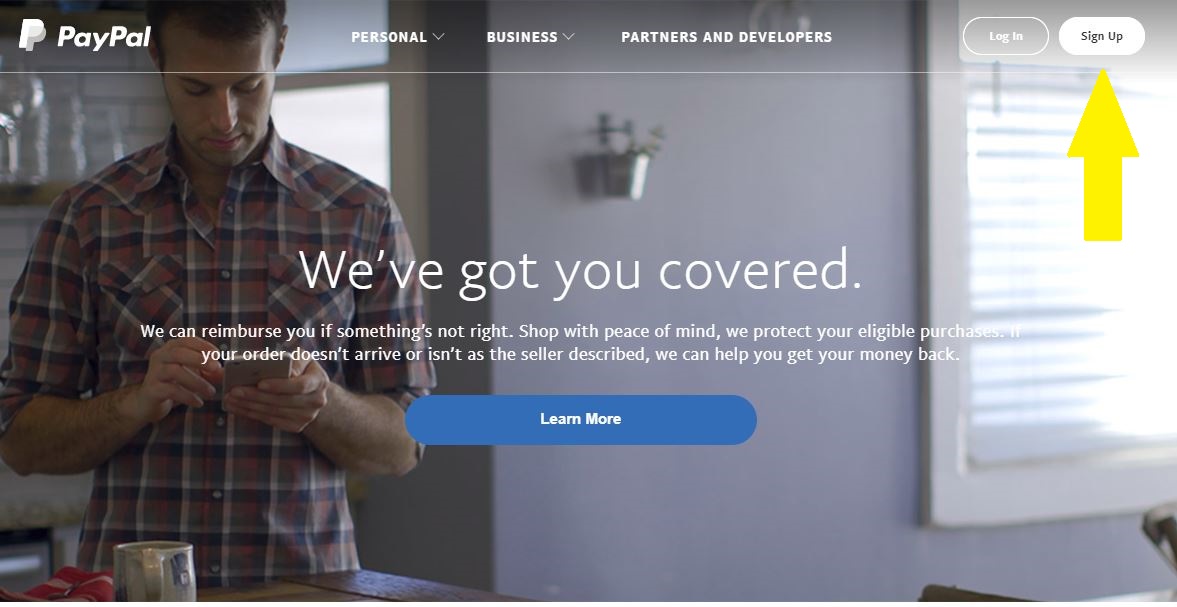 PayPal
PERSONAL
BUSINESS
PARTNERS AND DEVELOPERS
Log In
Sign Up
We’ve got you covered.
We can reimburse you if something’s not right. Shop with peace of mind, we protect your eligible purchases. If
your order doesn’t arrive or isn’t as the seller described, we can help you get your money back.
Learn More